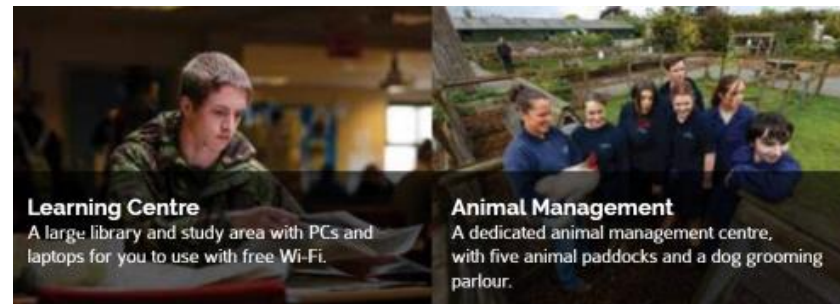 Learning Centre
A large library and study area with PCs and
laptops for you to use with free Wi-Fi.
Animal Management
A dedicated animal management centre,
with five animal paddocks and a dog grooming
parlour.